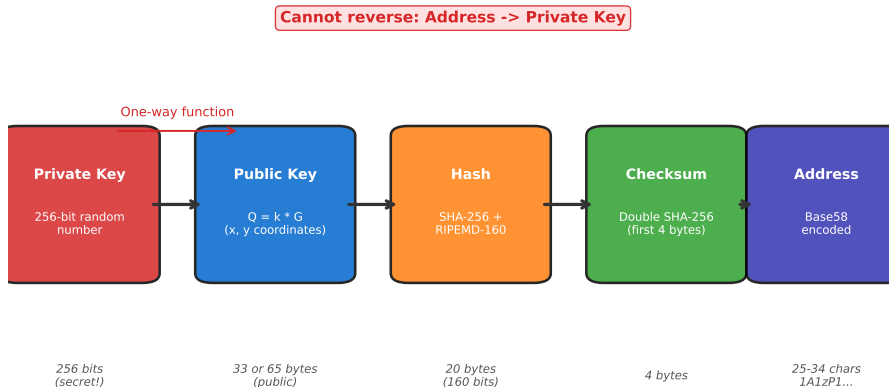 Cannot reverse: Address -> Private Key
One-way function
Private Key
256-bit random
number
Public Key
Q = k * G
(x, y coordinates)
Hash
SHA-256 +
RIPEMD-160
Checksum
Double SHA-256
(first 4 bytes)
Address
Base58
encoded
256 bits
(secret!)
33 or 65 bytes
(public)
20 bytes
(160 bits)
4 bytes
25-34 chars
1A1zP1...